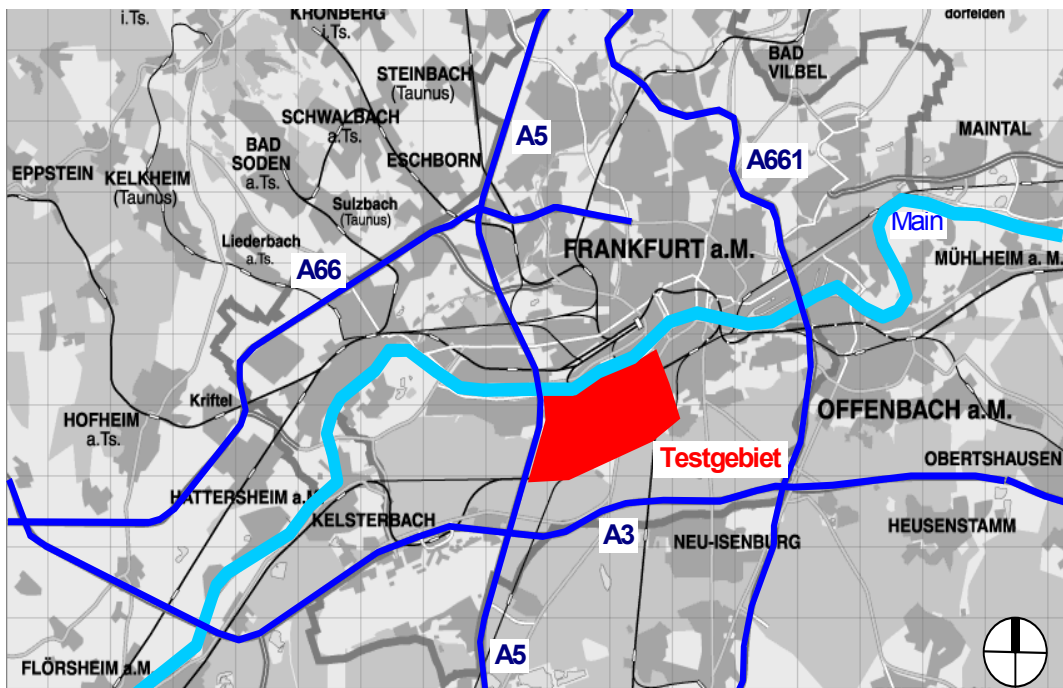 i.Ts.
KRONBERG
i.Ts.
dorfelden
BAD
VILBEL
STEINBACH
(Taunus)
SCHWALBACH
a.Ts.
A5
MAINTAL
BAD
SODEN
a.Ts.
ESCHBORN
A661
EPPSTEIN
KELKHEIM
(Taunus)
Sulzbach
(Taunus)
Main
Liederbach
a.Ts.
FRANKFURT a.M.
MÜHLHEIM a. M.
A66
Kriftel
HOFHEIM
a.Ts.
OFFENBACH a.M.
Testgebiet
OBERTSHAUSEN
HATTERSHEIM a.M
KELSTERBACH
A3
NEU-ISENBURG
HEUSENSTAMM
A5
FLÖRSHEIM a.M